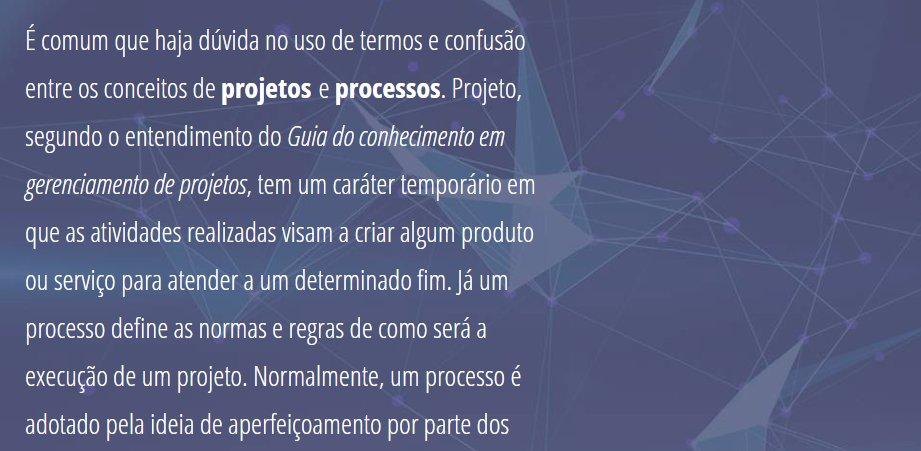 É comum que haja dúvida no uso de termos e confusão
entre os conceitos de projetos e processos. Projeto,
segundo o entendimento do Guia do conhecimento em
gerenciamento de projetos, tem um caráter temporário em
que as atividades realizadas visam a criar algum produto
ou serviço para atender a um determinado fim. Já um
processo define as normas e regras de como será a
execução de um projeto. Normalmente, um processo é
adotado pela ideia de aperfeiçoamento por parte dos